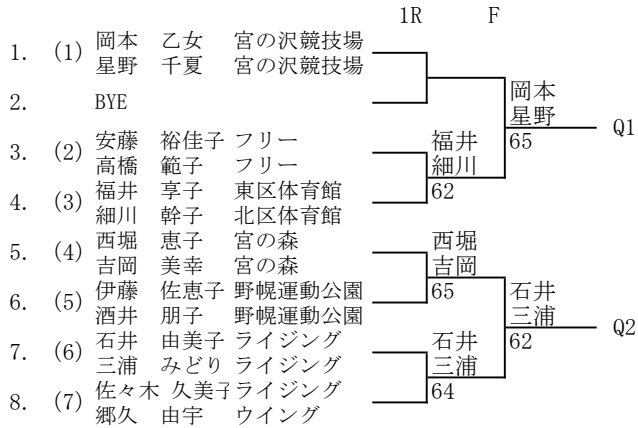 1R F
1. (1) 岡本 乙女 宮の沢競技場
星野 千夏 宮の沢競技場
岡本
星野
65
Q1
2. BYE
3. (2) 安藤 裕佳子 フリー
高橋 範子 フリー
福井
細川
62
4. (3) 福井 享子 東区体育館
細川 幹子 北区体育館
5. (4) 西堀 恵子 宮の森
吉岡 美幸 宮の森
西堀
吉岡
65
6. (5) 伊藤 佐恵子 野幌運動公園
酒井 朋子 野幌運動公園
石井
三浦
62
Q2
7. (6) 石井 由美子 ライジング
三浦 みどり ライジング
石井
三浦
64
8. (7) 佐々木 久美子 ライジング
郷久 由宇 ウイング